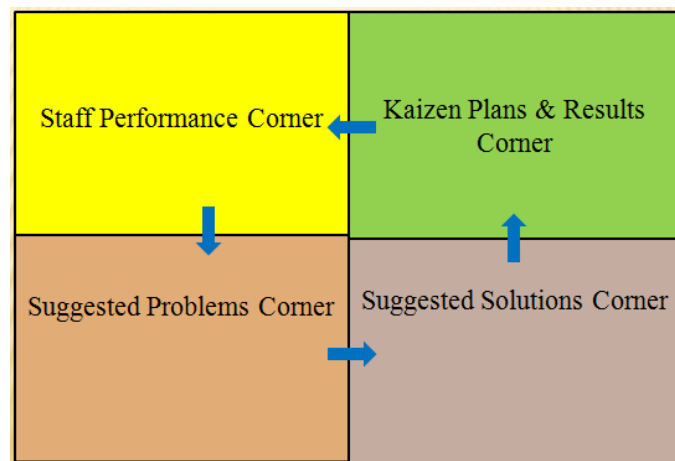 Staff Performance Corner
Kaizen Plans & Results
Corner
Suggested Problems Corner
Suggested Solutions Corner